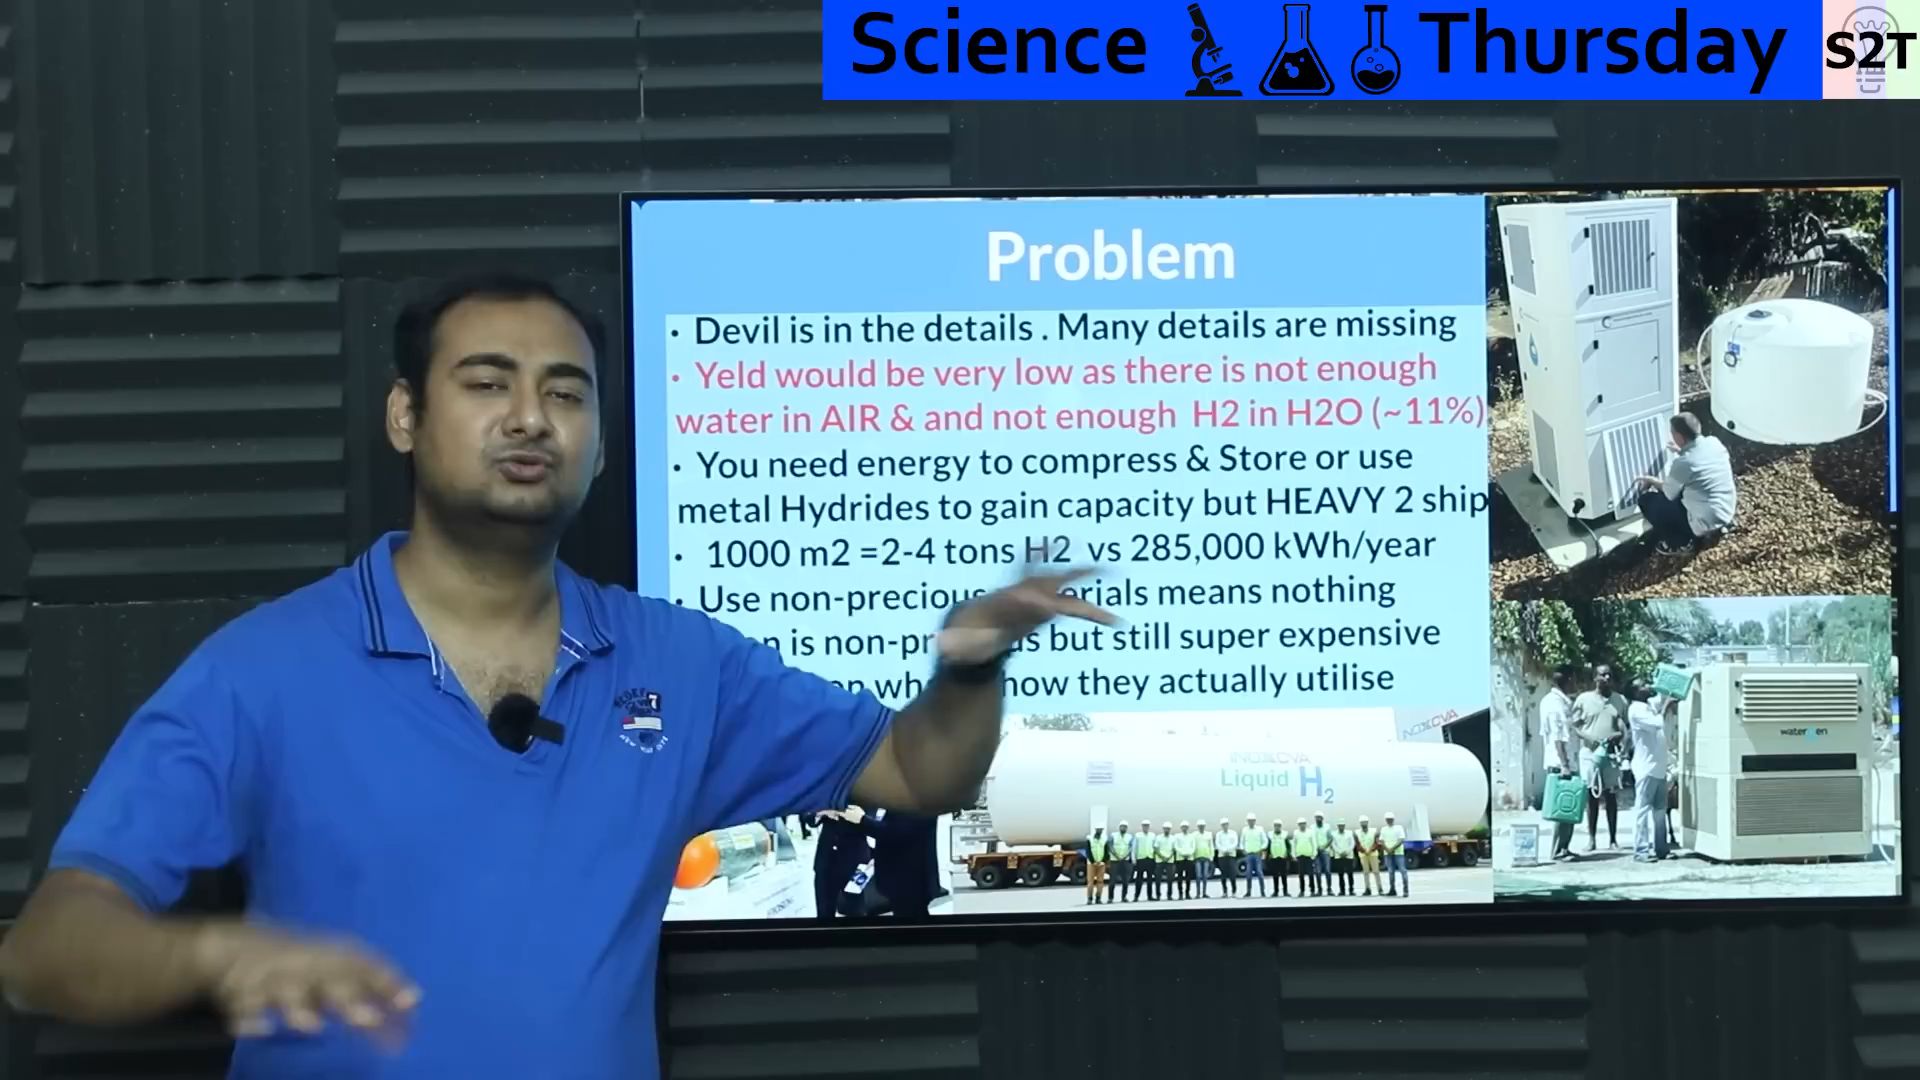 Science Thursday
S2T
Problem
• Devil is in the details . Many details are missing
• Yeld would be very low as there is not enough
water in AIR & and not enough H2 in H2O (~11%)
• You need energy to compress & Store or use
metal Hydrides to gain capacity but HEAVY 2 ship
• 1000 m2 =2-4 tons H2 vs 285,000 kWh/year
• Use non-precious means nothing
is but still super expensive
how they actually utilise
INOXCVA
INOXCVA
Liquid H2
watergen
7